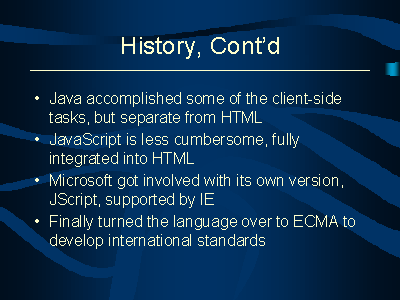 History, Cont’d
• Java accomplished some of the client-side
tasks, but separate from HTML
• JavaScript is less cumbersome, fully
integrated into HTML
• Microsoft got involved with its own version,
JScript, supported by IE
• Finally turned the language over to ECMA to
develop international standards